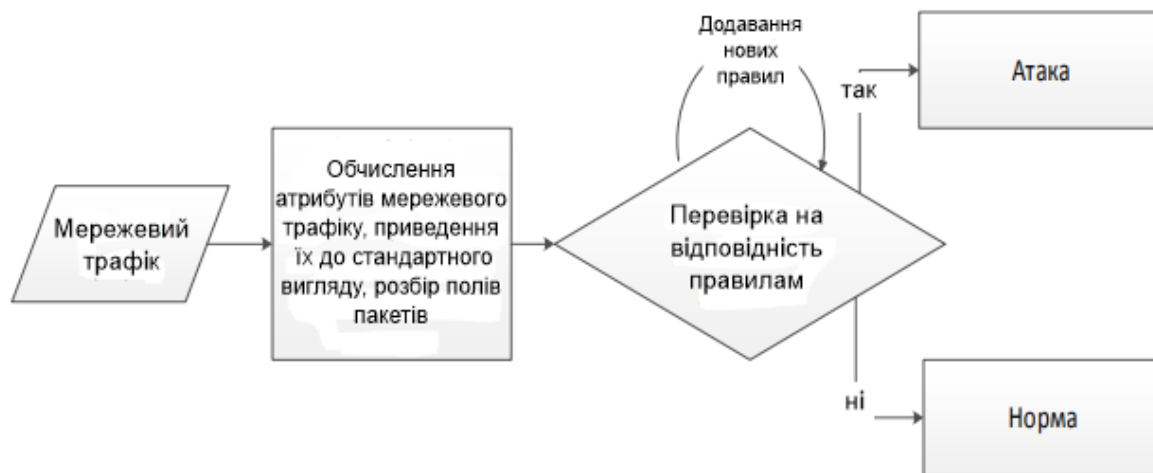 Мережевий
трафік
Обчислення
атрибутів мережевого
трафіку, приведення
їх до стандартного
вигляду, розбір полів
пакетів
Додавання
нових
правил
Перевірка на
відповідність
правилам
так
Атака
ні
Норма